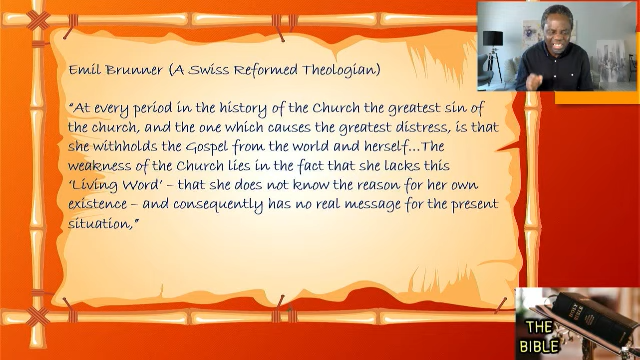 Emil Brunner (A Swiss Reformed Theologian)
"At every period in the history of the Church the greatest sin of
the church, and the one which causes the greatest distress, is that
she withholds the Gospel from the world and herself...The
weakness of the Church lies in the fact that she lacks this
'Living Word' – that she does not know the reason for her own
existence – and consequently has no real message for the present
situation,"
THE
BIBLE
HOLY
BIBLE